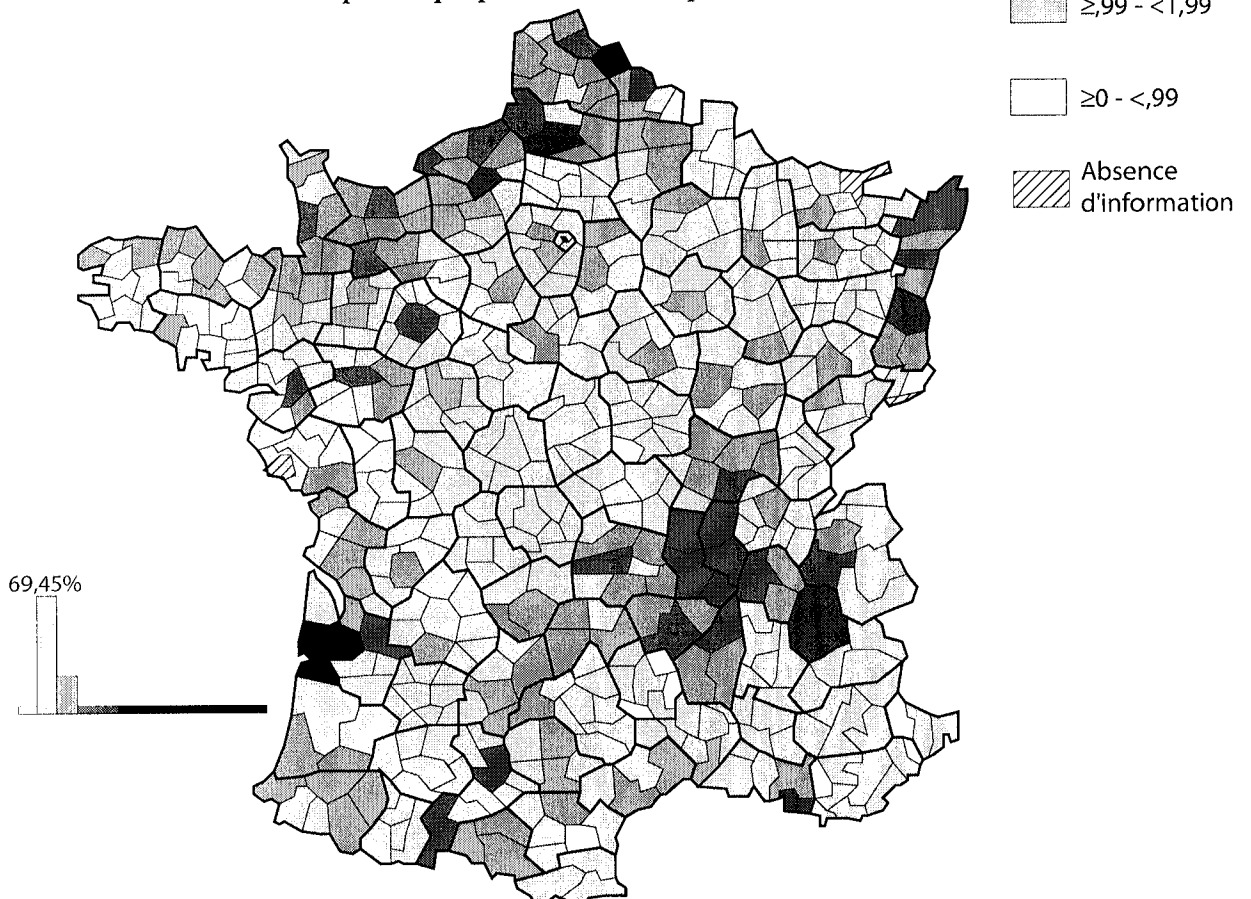 ≥,99 - <1,99
≥0 - <,99
Absence
d'information
69,45%